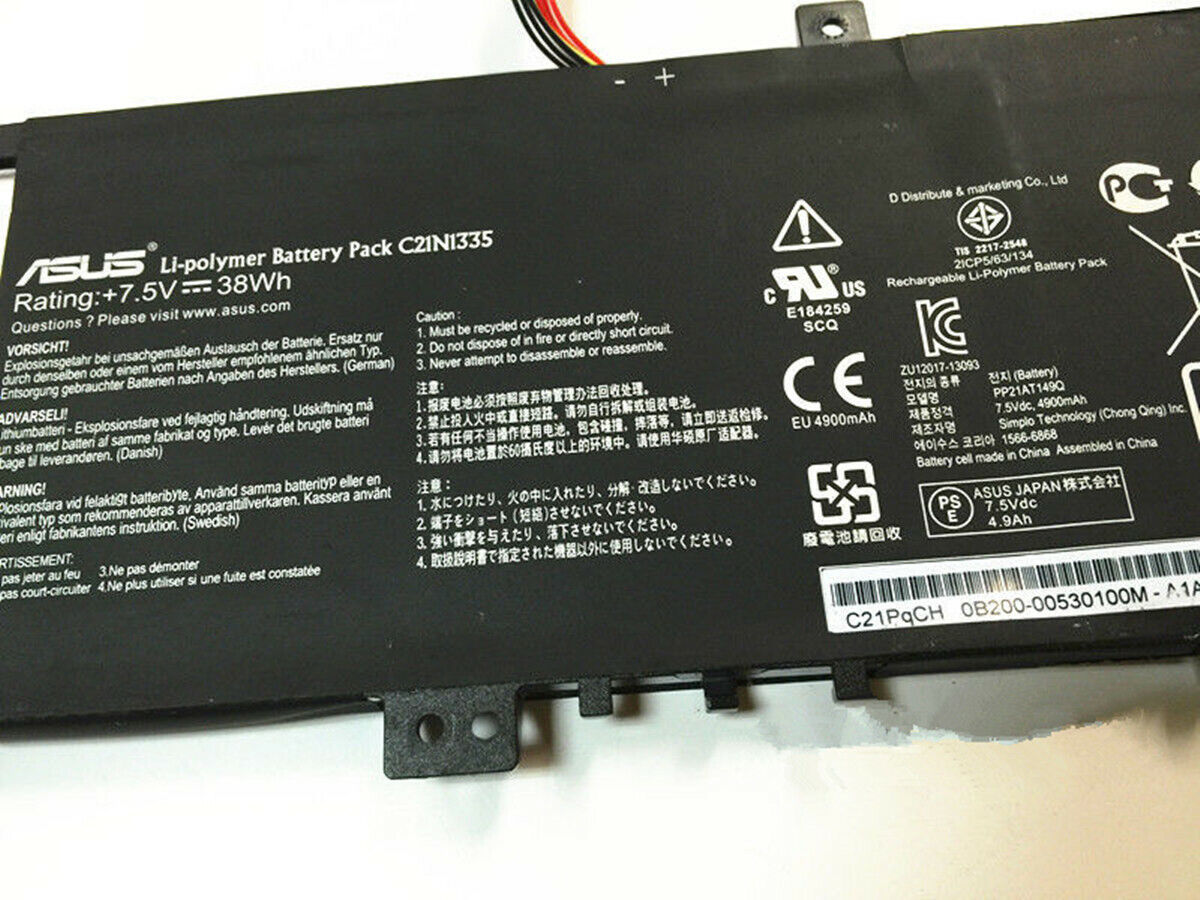 - +
ASUS® Li-polymer Battery Pack C21N1335
Rating:+7.5V 38Wh
Questions ? Please visit www.asus.com
VORSICHT!
Explosionsgefahr bei unsachgemäßen Austausch der Batterie. Ersatz nur
durch denselben oder einem vom Hersteller empfohlenem ähnlichen Typ.
Entsorgung gebrauchter Batterien nach Angaben des Herstellers. (German)
ADVARSELI!
Lithiumbatteri - Eksplosionsfare ved fejlagtig håndtering. Udskiftning må
un ske med batteri af samme fabrikat og type. Levér det brugte batteri
bage til leverandøren. (Danish)
ARNING!
plosionsfara vid felaktigt batteribyte, Använd samma batterityp eller en
ivalent typ som rekommenderas av apparattillverkaren. Kassera använt
eri enligt fabrikantens instruktion. (Swedish)
RTISSEMENT:
pas jeter au feu 3.Ne pas démonter
pas court-circuiter 4.Ne plus utiliser si une fuite est constatée
Caution :
1. Must be recycled or disposed of properly.
2. Do not dispose of in fire or directly short circuit.
3. Never attempt to disassemble or reassemble.
注意:
1.报废电池必须按照废弃物管理办法回收处理。
2.禁止投入火中或直接短路。请勿自行拆解或组装电池。
3.若有任何不当操作使用电池，包含碰撞，摔落等，请立即送返检修。
4.请勿将电池置於60摄氏度以上的环境中。请使用华硕原厂适配器。
注意：
1. 水につけたり、火の中に入れたり、分解·改造しないでください。
2. 端子をショート (短絡) させないでください。
3. 強い衝撃を与えたり、落下させないでください。
4. 取扱説明書で指定された機器以外に使用しないでください。
C UR® US
E184259
SCQ
CE
EU 4900mAh
廢電池請回收
D Distribute & marketing Co., Ltd
TIS 2217-2548
2ICP5/63/134
Rechargeable Li-Polymer Battery Pack
PCT
KC
ZU12017-13093
전지의 종류 전지 (Battery)
모델명 PP21AT149Q
제품정격 7.5Vdc, 4900mAh
제조자명 Simplo Technology (Chong Qing) Inc.
에이수스 코리아 1566-6868
Battery cell made in China Assembled in China
PS
E
ASUS JAPAN 株式会社
7.5Vdc
4.9Ah
C21PqCH 0B200-00530100M - A1A